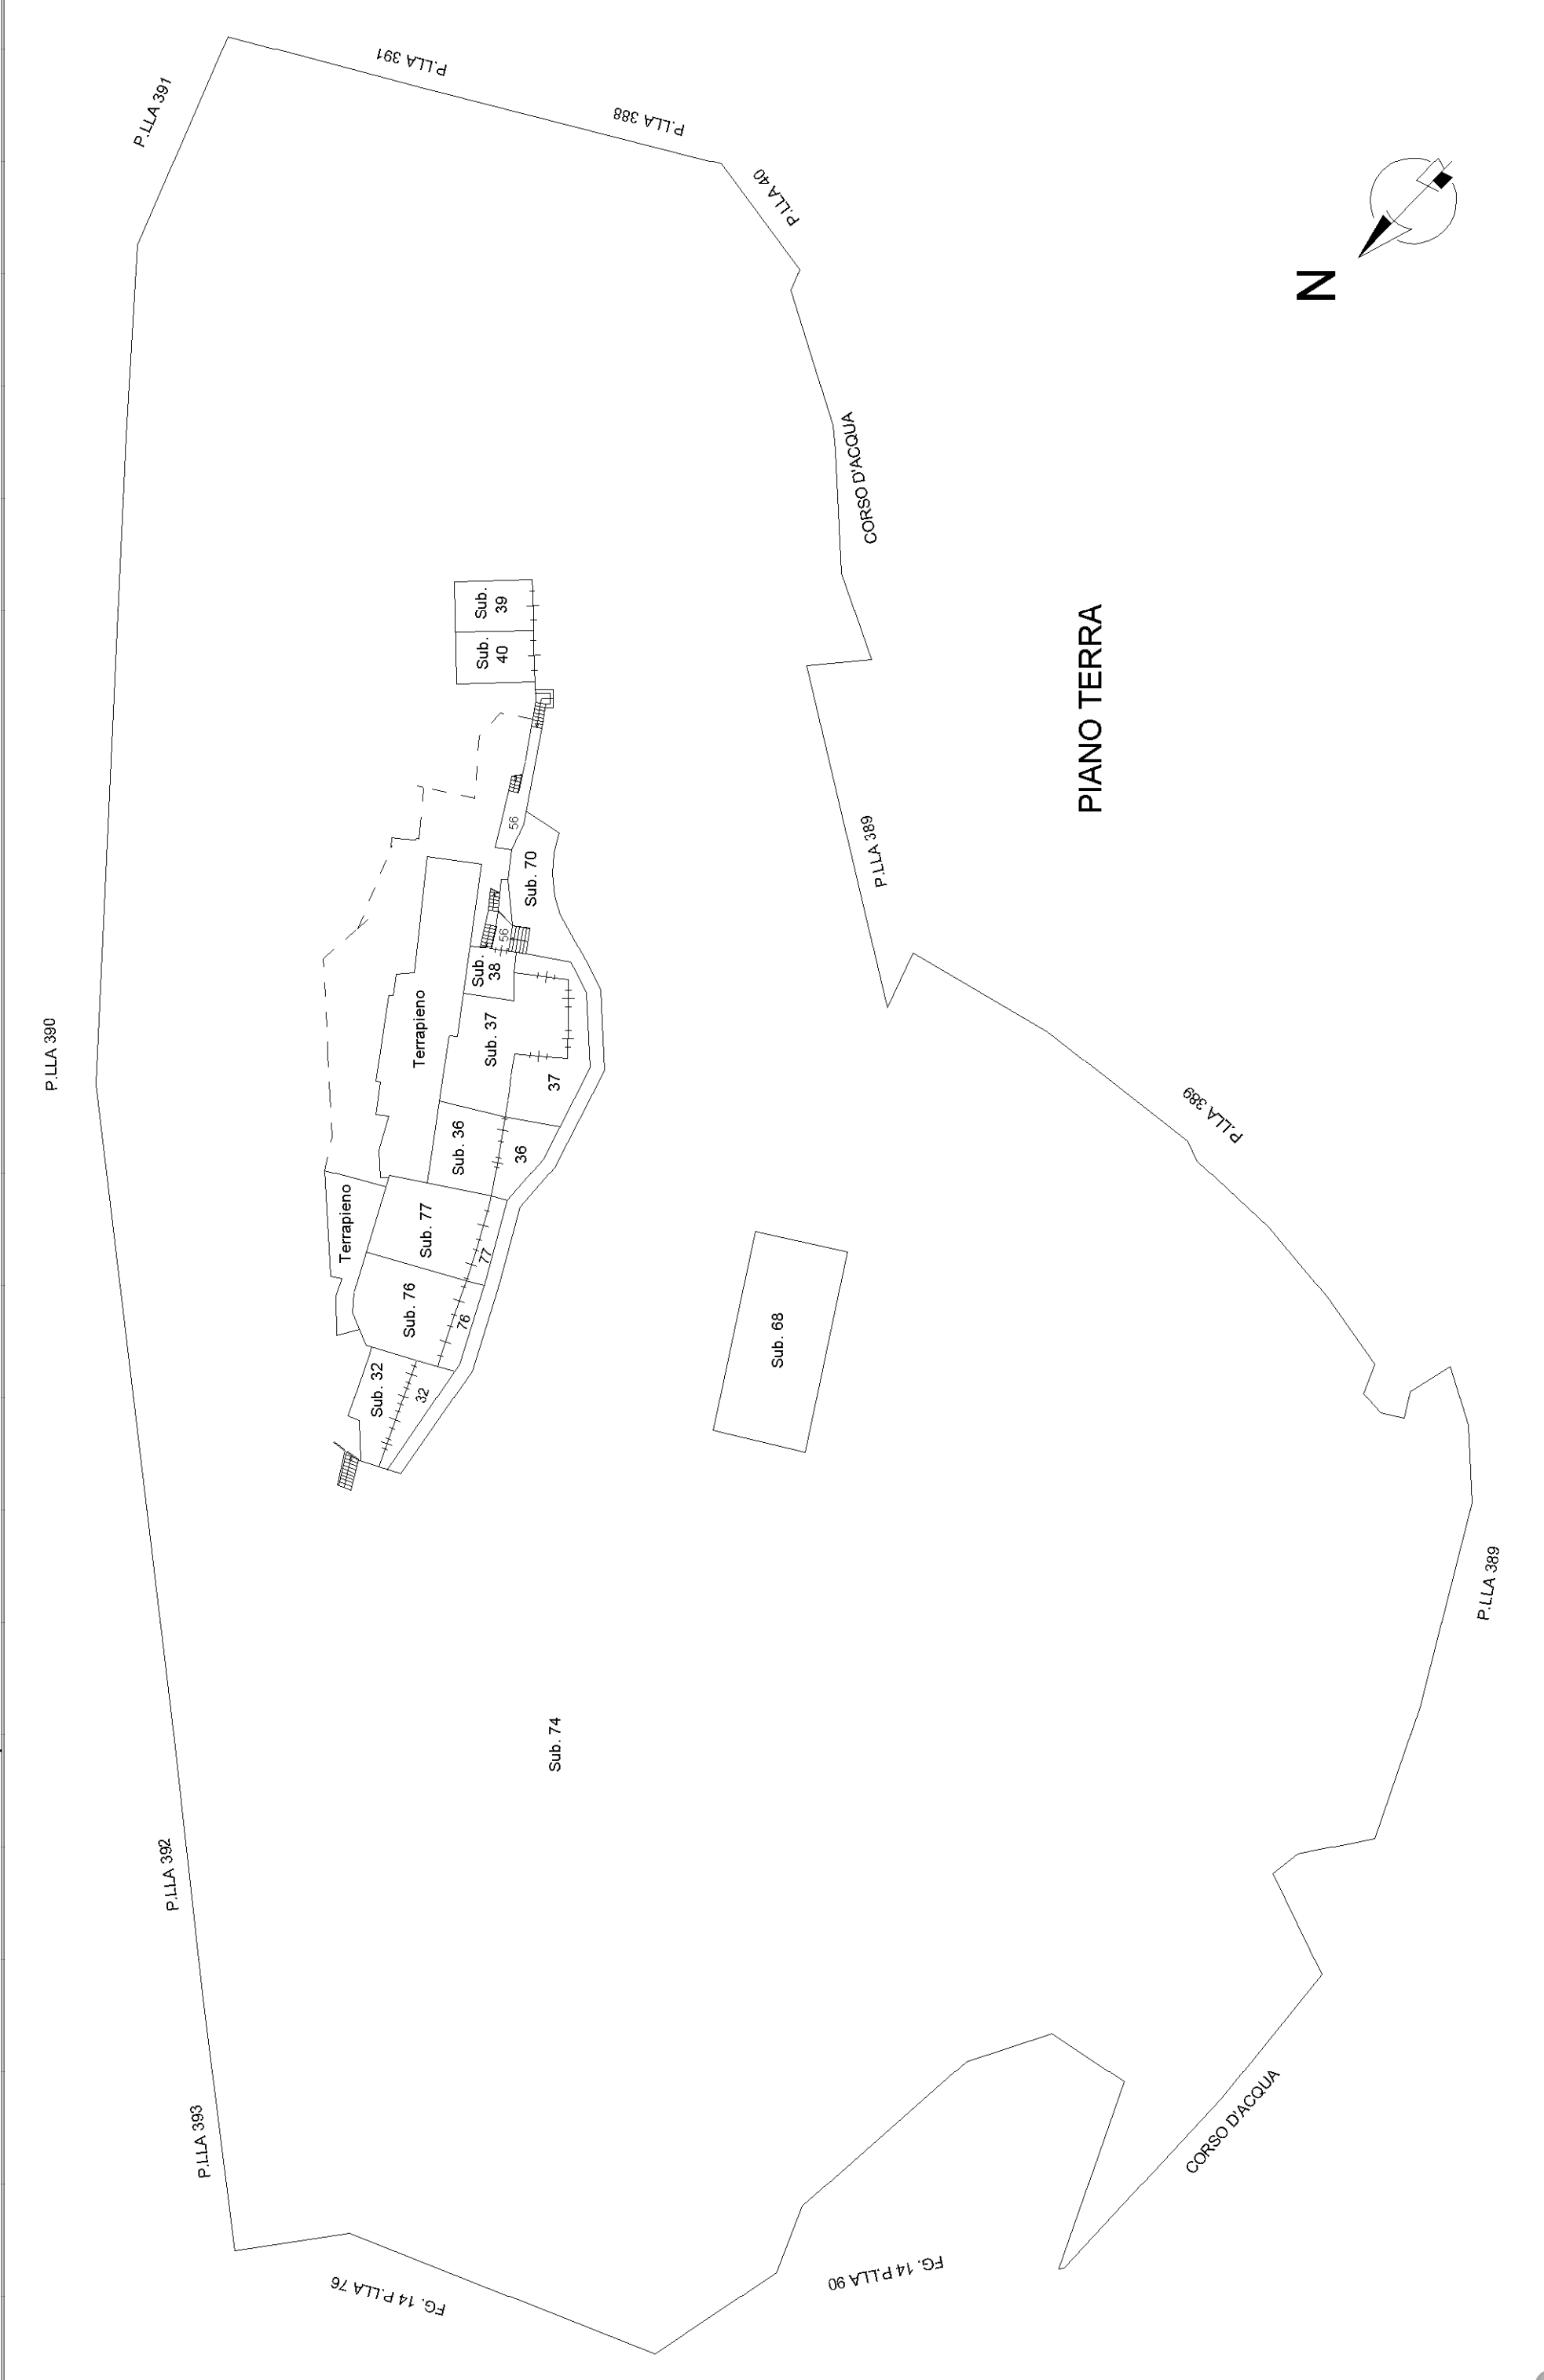 P.LLA 391
P.LLA 391
P.LLA 388
P.LLA 40
N
CORSO D'ACQUA
Sub.
39
Sub.
40
PIANO TERRA
56
Sub. 70
P.LLA 389
56
Sub.
38
Terrapieno
Sub. 37
37
P.LLA 390
Sub. 36
36
P.LLA 389
Terrapieno
Sub. 77
77
Sub. 76
76
Sub. 68
Sub. 32
32
P.LLA 389
Sub. 74
P.LLA 392
P.LLA 393
CORSO D'ACQUA
FG. 14 P.LLA 76
FG. 14 P.LLA 90